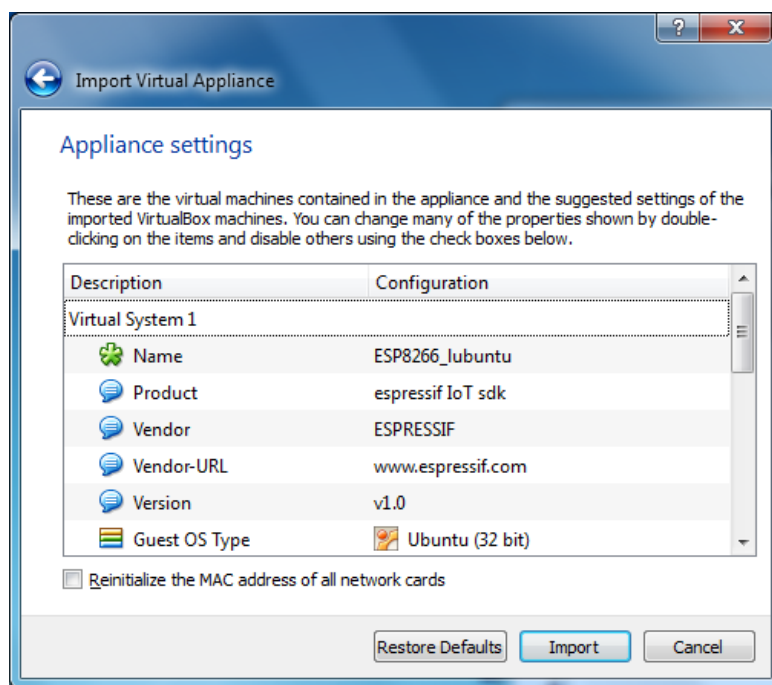 Import Virtual Appliance
Appliance settings
These are the virtual machines contained in the appliance and the suggested settings of the
imported VirtualBox machines. You can change many of the properties shown by double-
clicking on the items and disable others using the check boxes below.
Description Configuration
Virtual System 1
Name ESP8266_lubuntu
Product espressif IoT sdk
Vendor ESPRESSIF
Vendor-URL www.espressif.com
Version v1.0
Guest OS Type Ubuntu (32 bit)
Reinitialize the MAC address of all network cards
Restore Defaults Import Cancel